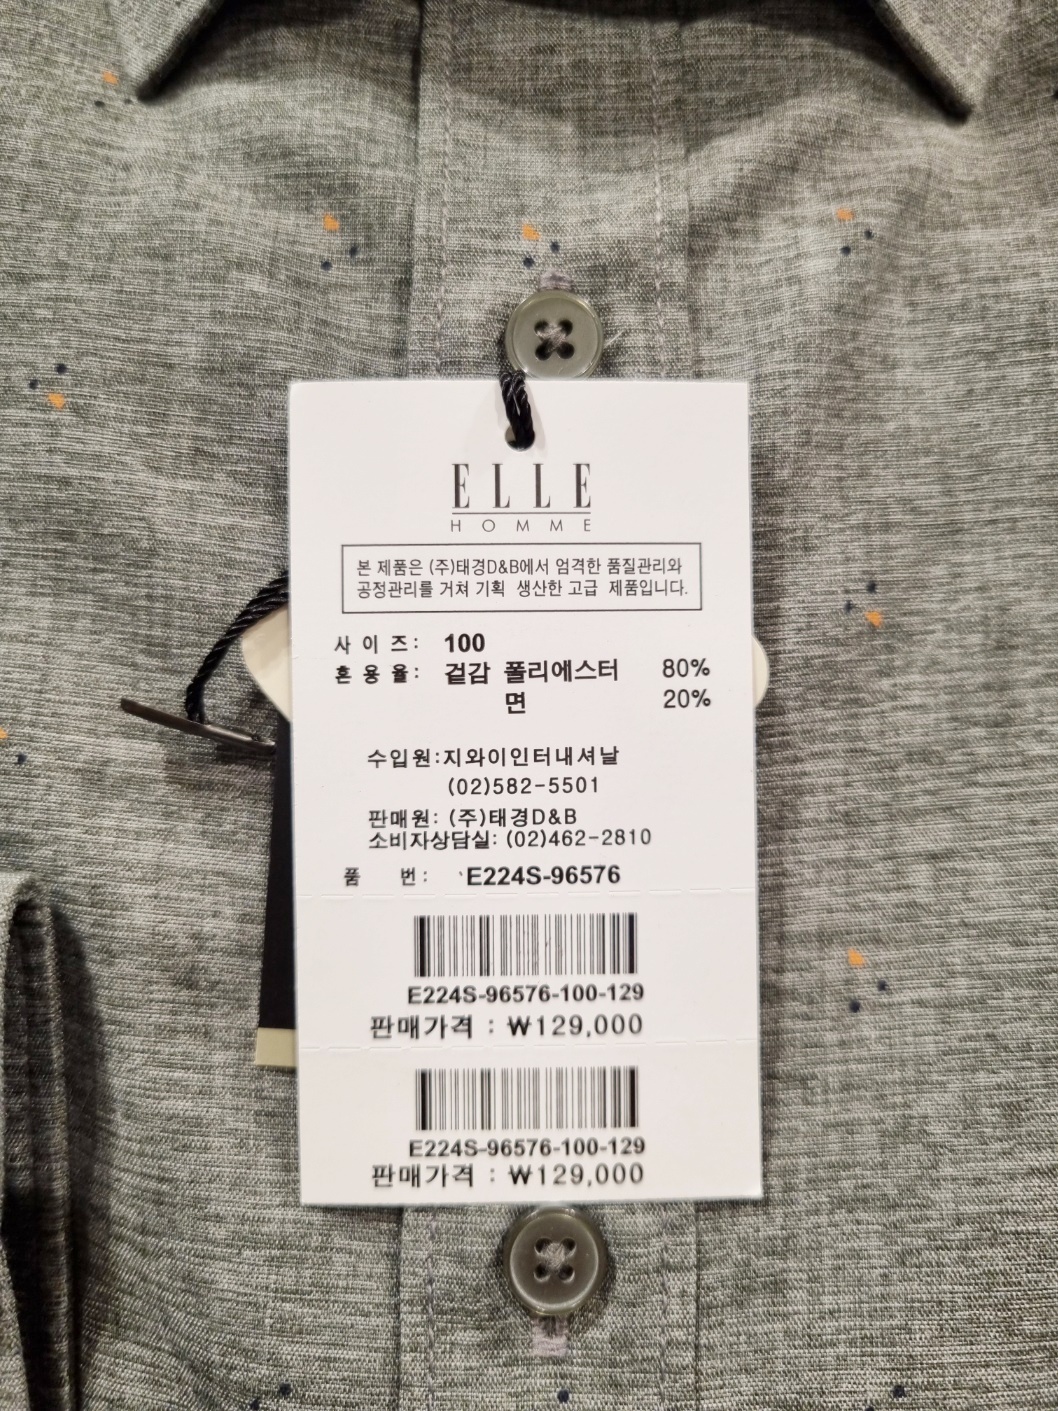 ELLE
HOMME
본 제품은 (주)태경D&B에서 엄격한 품질관리와
공정관리를 거쳐 기획 생산한 고급 제품입니다.
사 이 즈: 100
혼 용 율: 겉감 폴리에스터 80%
면 20%
수입원:지와이인터내셔날
(02)582-5501
판매원: (주)태경D&B
소비자상담실: (02)462-2810
품 번: E224S-96576
E224S-96576-100-129
판매가격 : ₩129,000
E224S-96576-100-129
판매가격 : ₩129,000